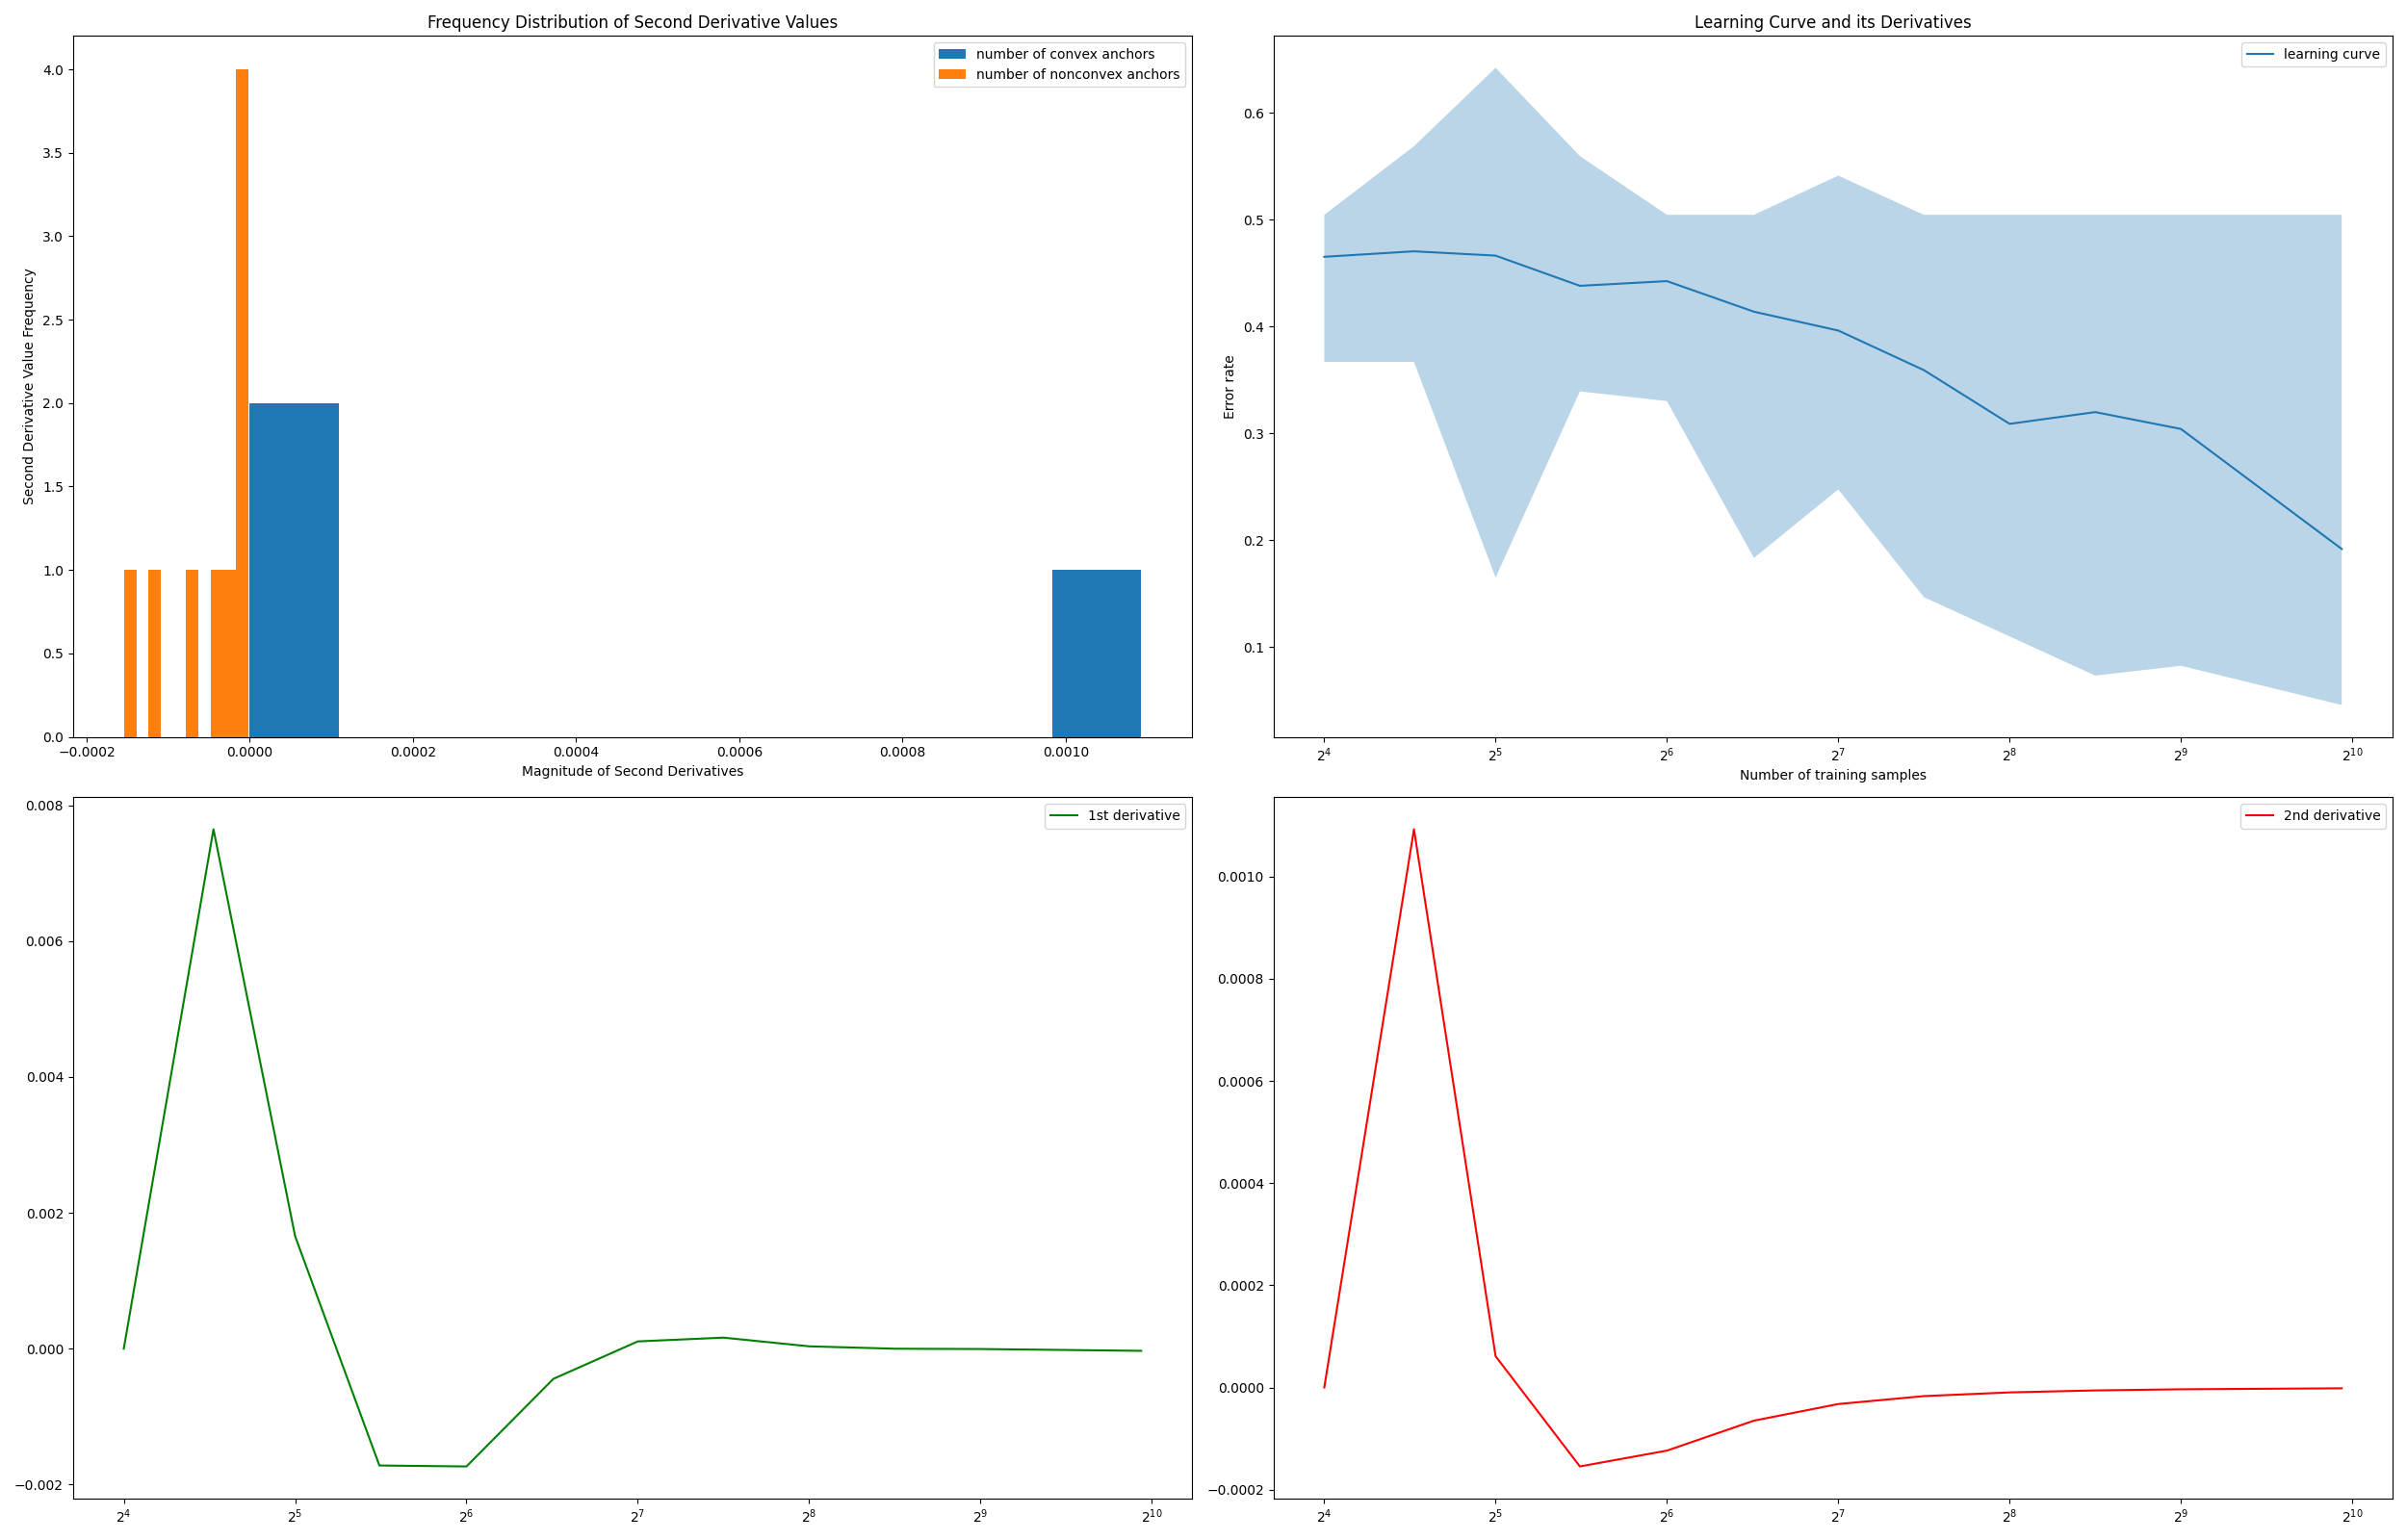 Frequency Distribution of Second Derivative Values
number of convex anchors
number of nonconvex anchors
Second Derivative Value Frequency
4.0
3.5
3.0
2.5
2.0
1.5
1.0
0.5
0.0
−0.0002 0.0000 0.0002 0.0004 0.0006 0.0008 0.0010
Magnitude of Second Derivatives
Learning Curve and its Derivatives
learning curve
Error rate
0.6
0.5
0.4
0.3
0.2
0.1
2⁴ 2⁵ 2⁶ 2⁷ 2⁸ 2⁹ 2¹⁰
Number of training samples
1st derivative
0.008
0.006
0.004
0.002
0.000
−0.002
2⁴ 2⁵ 2⁶ 2⁷ 2⁸ 2⁹ 2¹⁰
2nd derivative
0.0010
0.0008
0.0006
0.0004
0.0002
0.0000
−0.0002
2⁴ 2⁵ 2⁶ 2⁷ 2⁸ 2⁹ 2¹⁰